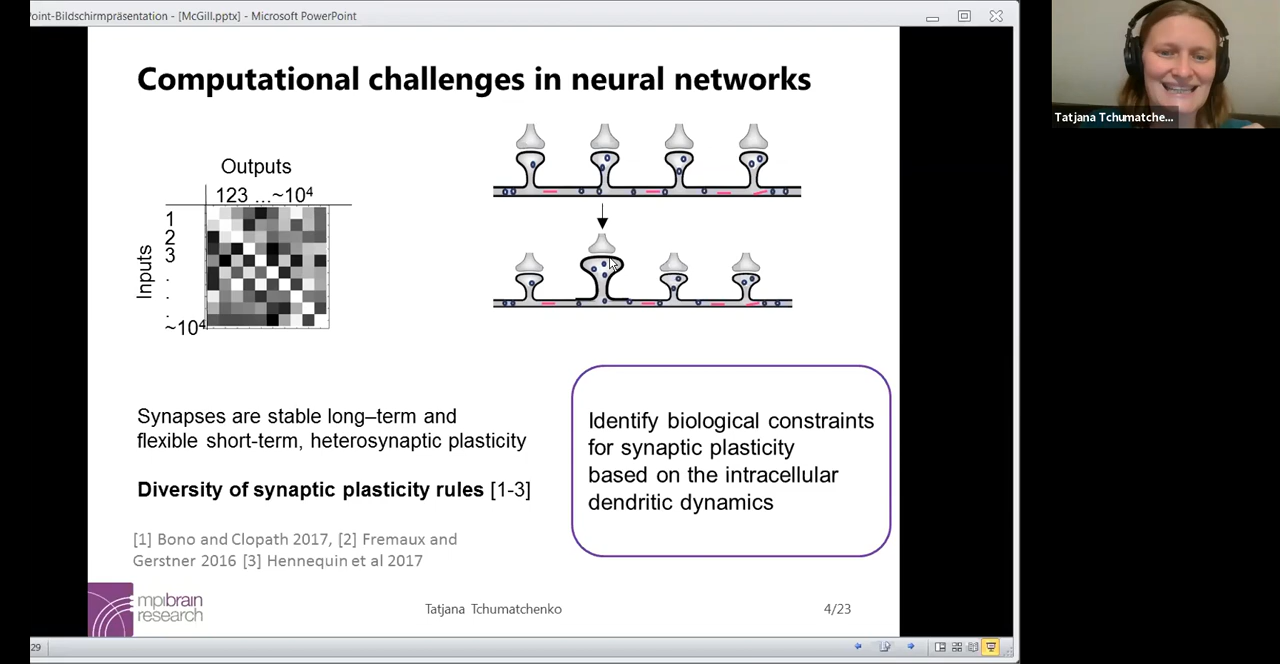 oint-Bildschirmpräsentation - [McGill.pptx] - Microsoft PowerPoint
Tatjana Tchumatche...
Computational challenges in neural networks
Outputs
123 ...~10⁴
Inputs
1
2
3
.
.
.
~10⁴
Synapses are stable long–term and
flexible short-term, heterosynaptic plasticity
Diversity of synaptic plasticity rules [1-3]
[1] Bono and Clopath 2017, [2] Fremaux and
Gerstner 2016 [3] Hennequin et al 2017
Identify biological constraints
for synaptic plasticity
based on the intracellular
dendritic dynamics
mpibrain
research
Tatjana Tchumatchenko
4/23
29